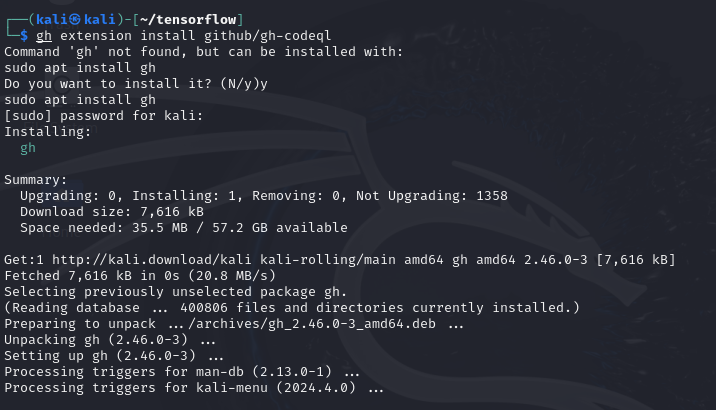 ┌──(kali㉿kali)-[~/tensorflow]
└─$ gh extension install github/gh-codeql
Command 'gh' not found, but can be installed with:
sudo apt install gh
Do you want to install it? (N/y)y
sudo apt install gh
[sudo] password for kali:
Installing:
  gh

Summary:
  Upgrading: 0, Installing: 1, Removing: 0, Not Upgrading: 1358
  Download size: 7,616 kB
  Space needed: 35.5 MB / 57.2 GB available

Get:1 http://kali.download/kali kali-rolling/main amd64 gh amd64 2.46.0-3 [7,616 kB]
Fetched 7,616 kB in 0s (20.8 MB/s)
Selecting previously unselected package gh.
(Reading database ... 400806 files and directories currently installed.)
Preparing to unpack .../archives/gh_2.46.0-3_amd64.deb ...
Unpacking gh (2.46.0-3) ...
Setting up gh (2.46.0-3) ...
Processing triggers for man-db (2.13.0-1) ...
Processing triggers for kali-menu (2024.4.0) ...